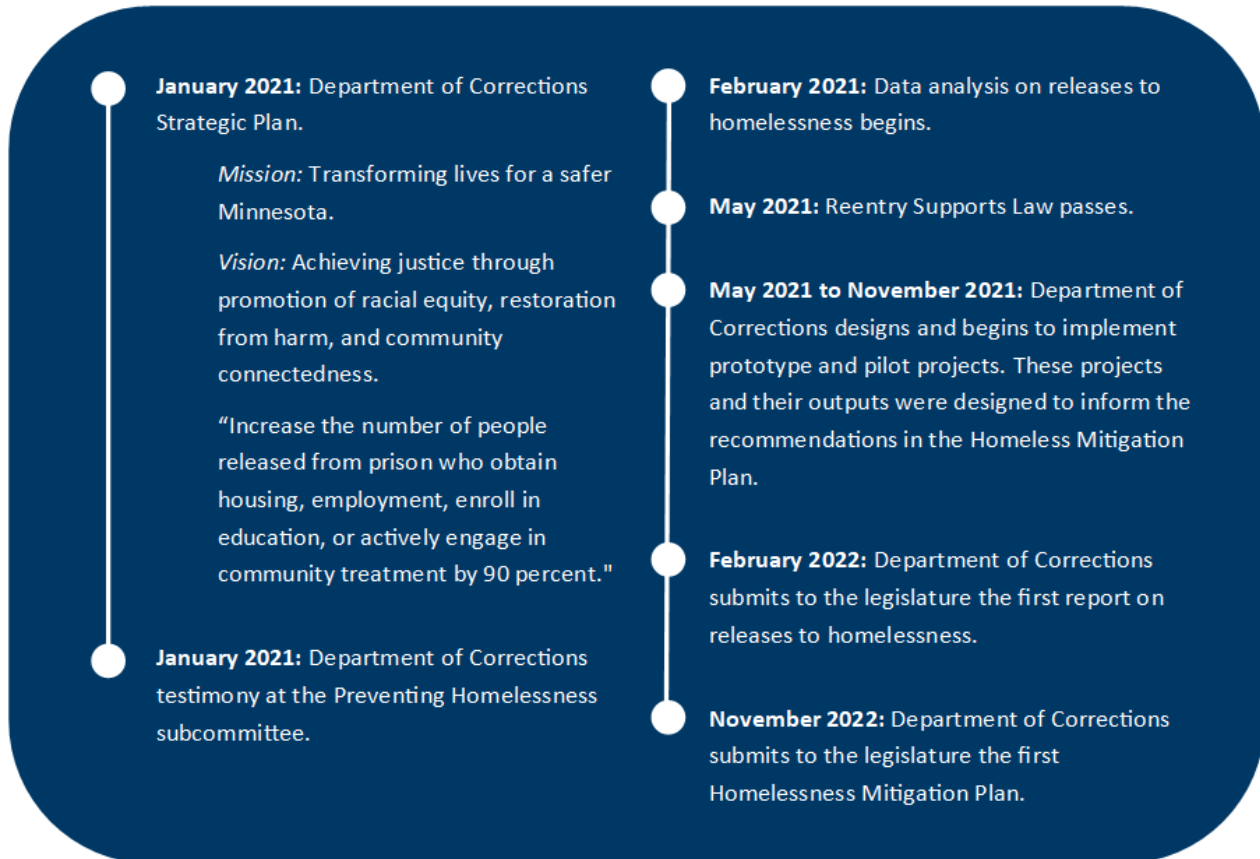 January 2021: Department of Corrections
Strategic Plan.
Mission: Transforming lives for a safer
Minnesota.
Vision: Achieving justice through
promotion of racial equity, restoration
from harm, and community
connectedness.
“Increase the number of people
released from prison who obtain
housing, employment, enroll in
education, or actively engage in
community treatment by 90 percent."
January 2021: Department of Corrections
testimony at the Preventing Homelessness
subcommittee.
February 2021: Data analysis on releases to
homelessness begins.
May 2021: Reentry Supports Law passes.
May 2021 to November 2021: Department of
Corrections designs and begins to implement
prototype and pilot projects. These projects
and their outputs were designed to inform the
recommendations in the Homeless Mitigation
Plan.
February 2022: Department of Corrections
submits to the legislature the first report on
releases to homelessness.
November 2022: Department of Corrections
submits to the legislature the first
Homelessness Mitigation Plan.